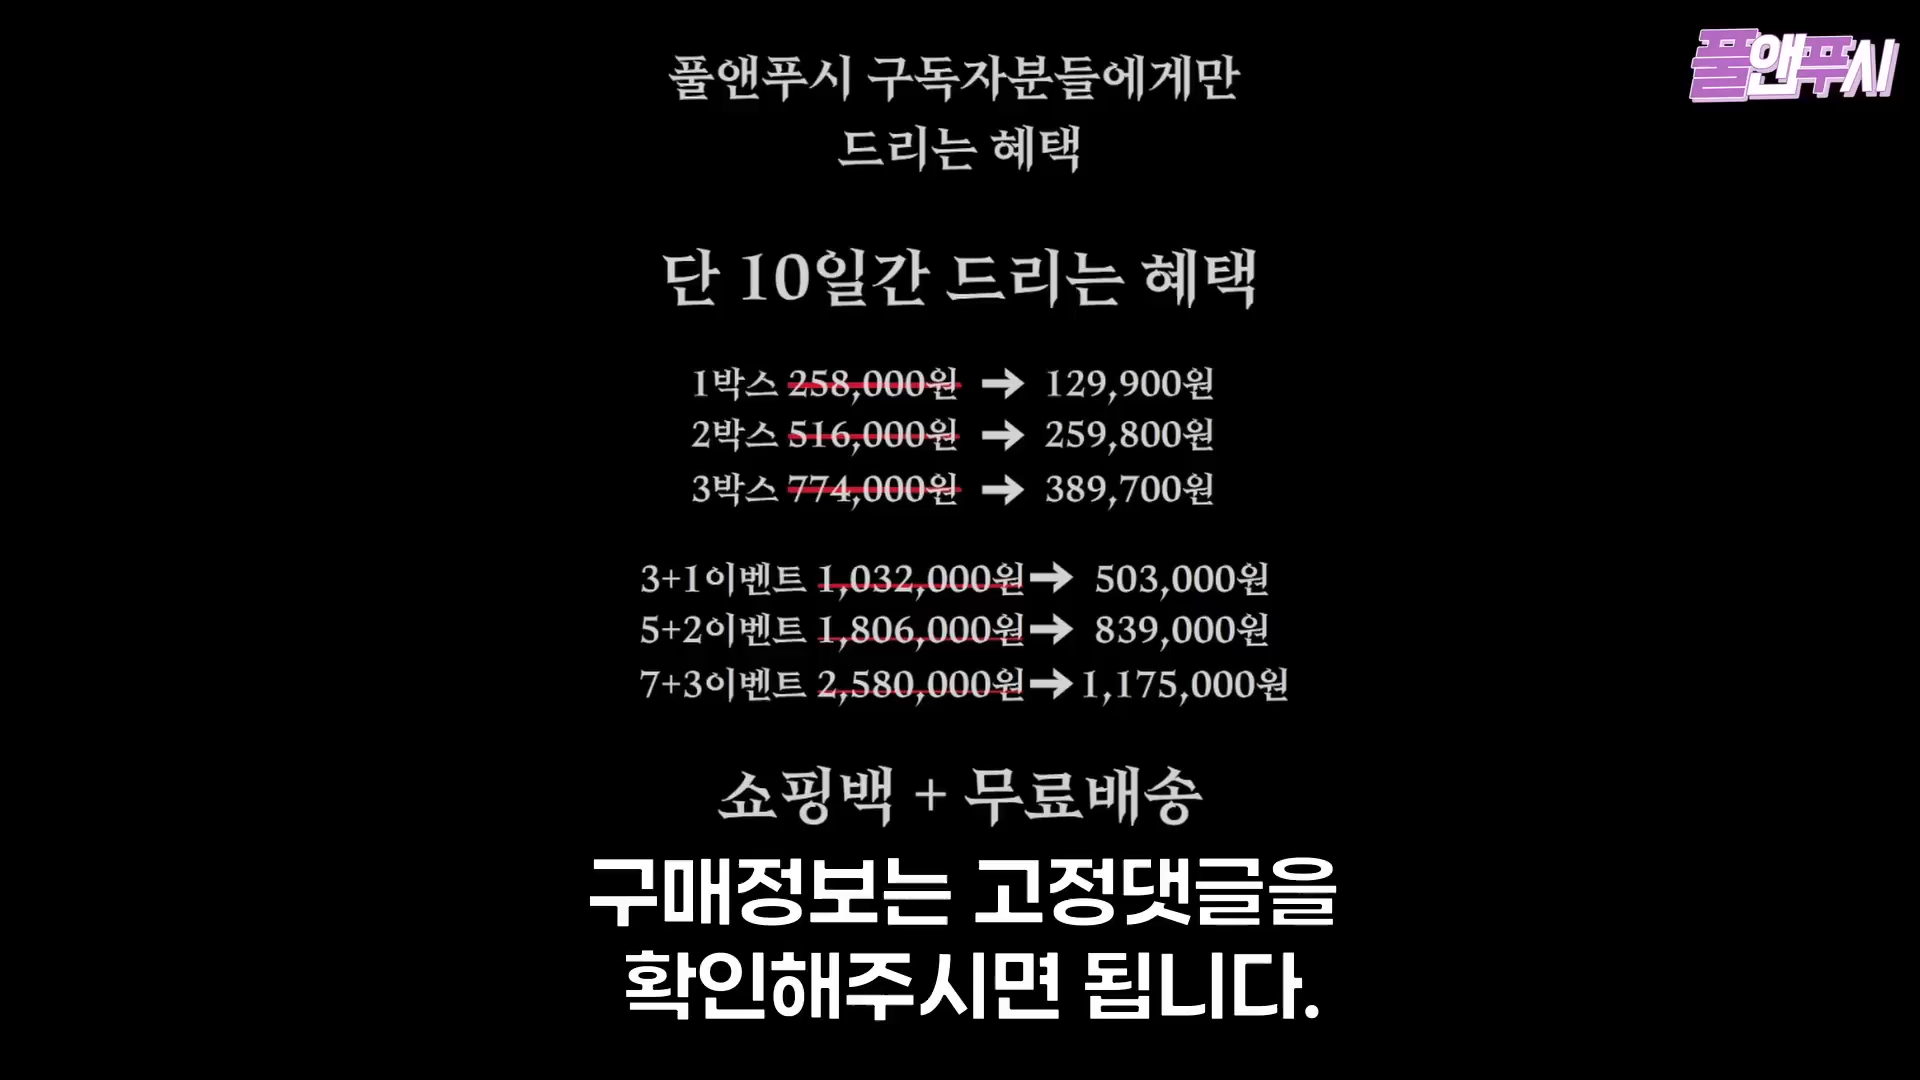 풀앤푸시
풀앤푸시 구독자분들에게만
드리는 혜택
단 10일간 드리는 혜택
1박스 258,000원 → 129,900원
2박스 516,000원 → 259,800원
3박스 774,000원 → 389,700원
3+1이벤트 1,032,000원→ 503,000원
5+2이벤트 1,806,000원→ 839,000원
7+3이벤트 2,580,000원→1,175,000원
쇼핑백 + 무료배송
구매정보는 고정댓글을
확인해주시면 됩니다.